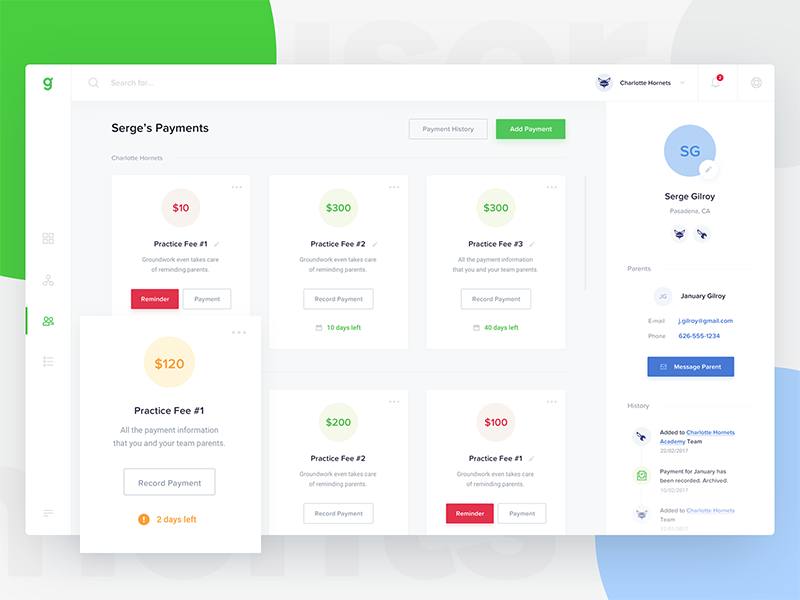 g
Search for...
Charlotte Hornets
2
Serge's Payments
Payment History
Add Payment
Charlotte Hornets
$10
Practice Fee #1
Groundwork even takes care
of reminding parents.
Reminder
Payment
$300
Practice Fee #2
Groundwork even takes care
of reminding parents.
Record Payment
10 days left
$300
Practice Fee #3
All the payment information
that you and your team parents.
Record Payment
40 days left
$120
Practice Fee #1
All the payment information
that you and your team parents.
Record Payment
! 2 days left
$200
Practice Fee #2
Groundwork even takes care
of reminding parents.
Record Payment
$100
Practice Fee #1
Groundwork even takes care
of reminding parents.
Reminder
Payment
SG
Serge Gilroy
Pasadena, CA
Parents
JG
January Gilroy
E-mail
j.gilroy@gmail.com
Phone
626-555-1234
Message Parent
History
Added to Charlotte Hornets
Academy Team
22/02/2017
Payment for January has
been recorded. Archived.
10/02/2017
Added to Charlotte Hornets
Team